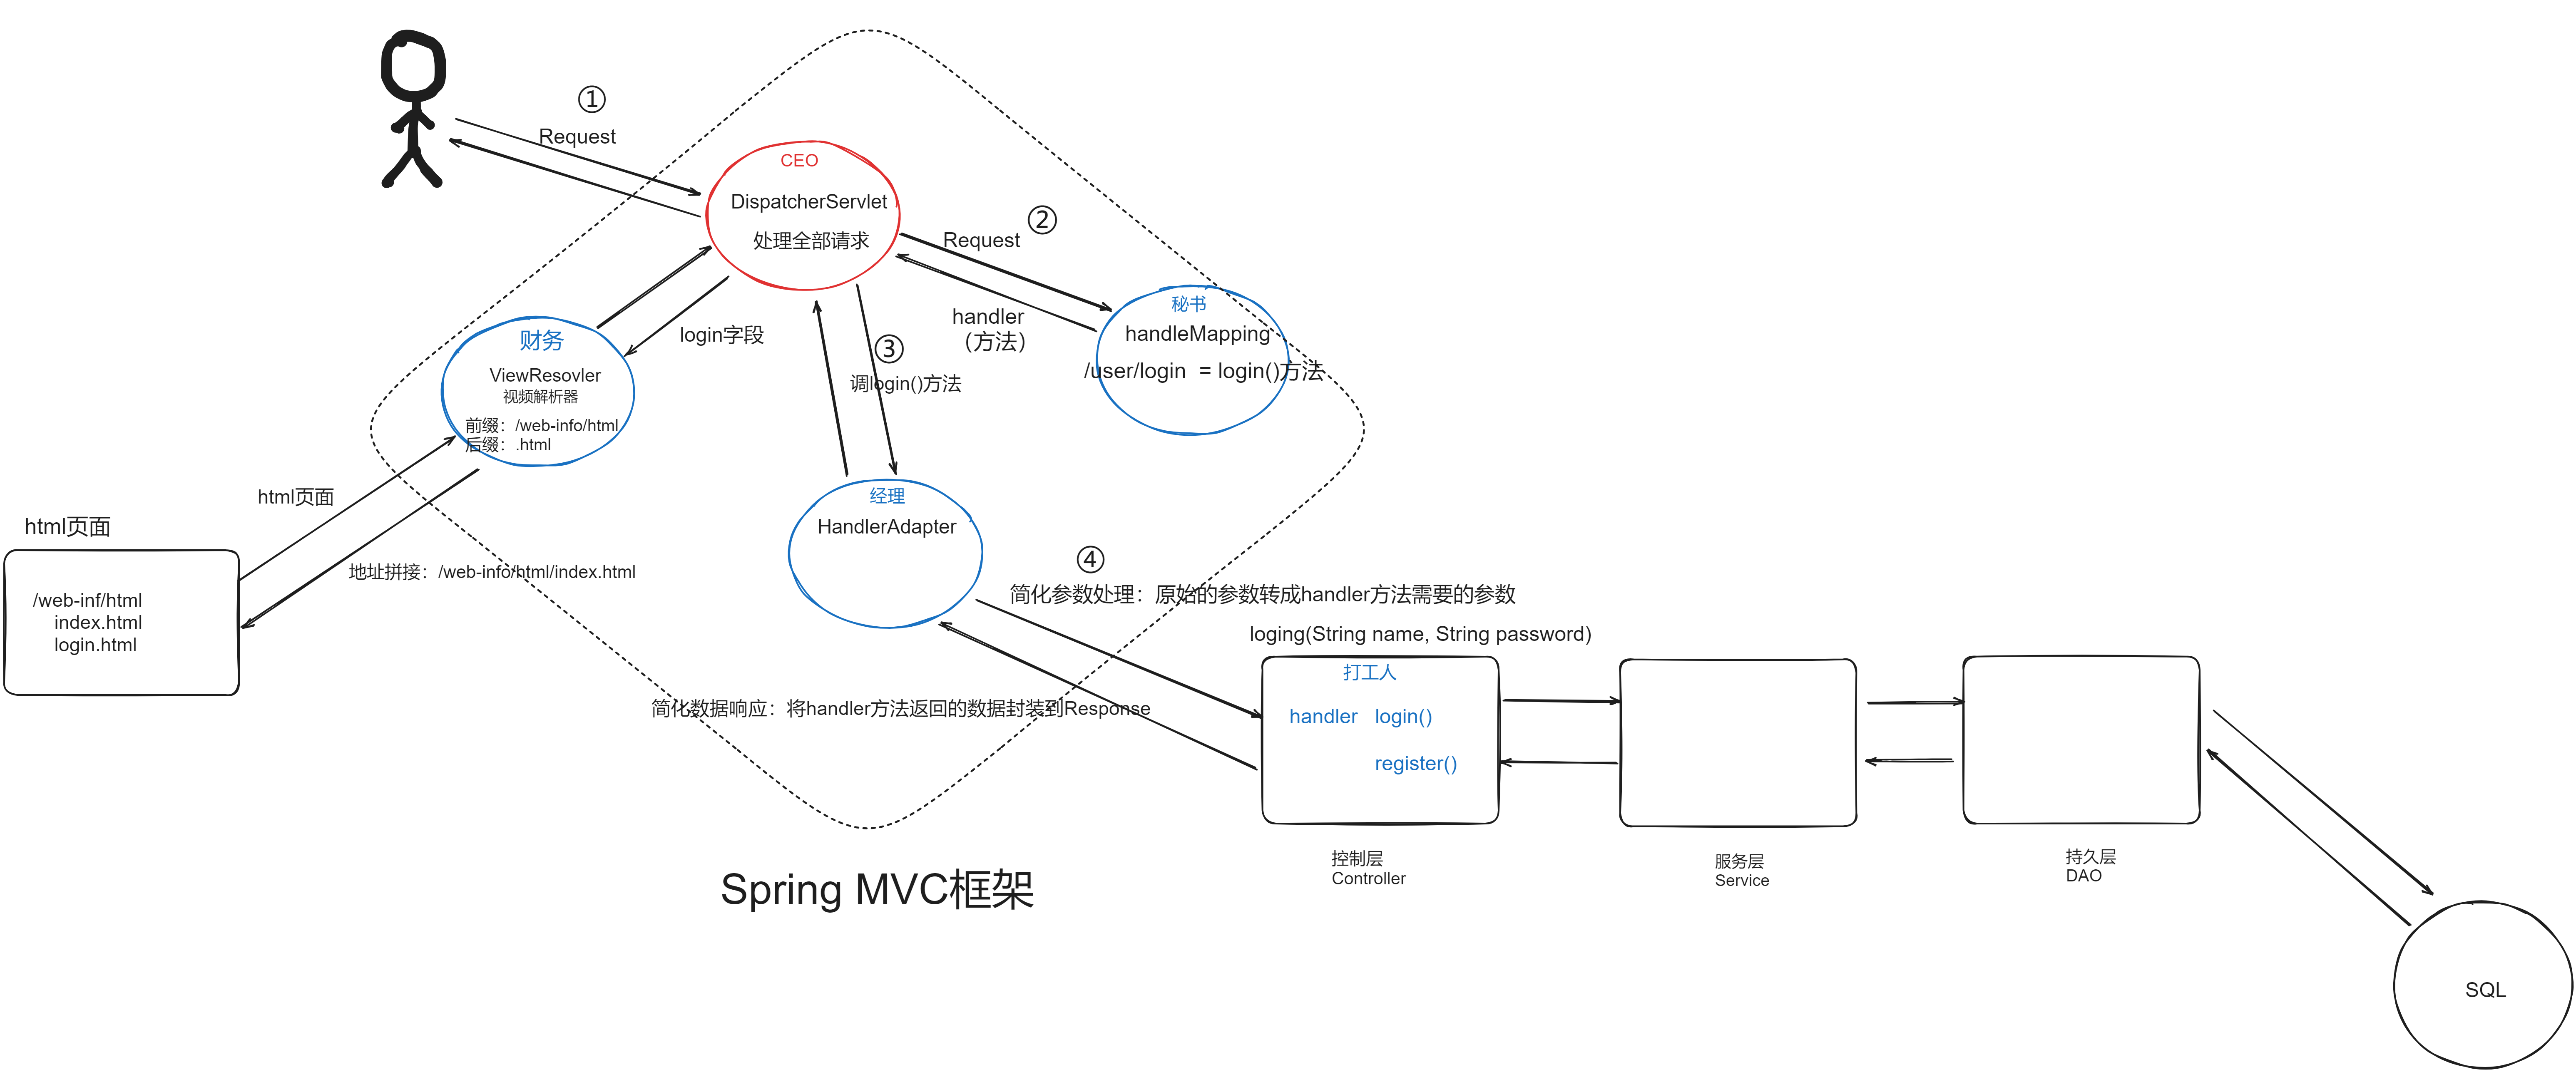 ①
Request
CEO
DispatcherServlet
处理全部请求
②
Request
handler
（方法）
秘书
handleMapping
/user/login = login()方法
login字段
③
调login()方法
财务
ViewResovler
视频解析器
前缀：/web-info/html
后缀：.html
html页面
html页面
地址拼接：/web-info/html/index.html
/web-inf/html
index.html
login.html
经理
HandlerAdapter
④
简化参数处理：原始的参数转成handler方法需要的参数
loging(String name, String password)
简化数据响应：将handler方法返回的数据封装到Response
打工人
handler login()
register()
控制层
Controller
服务层
Service
持久层
DAO
Spring MVC框架
SQL